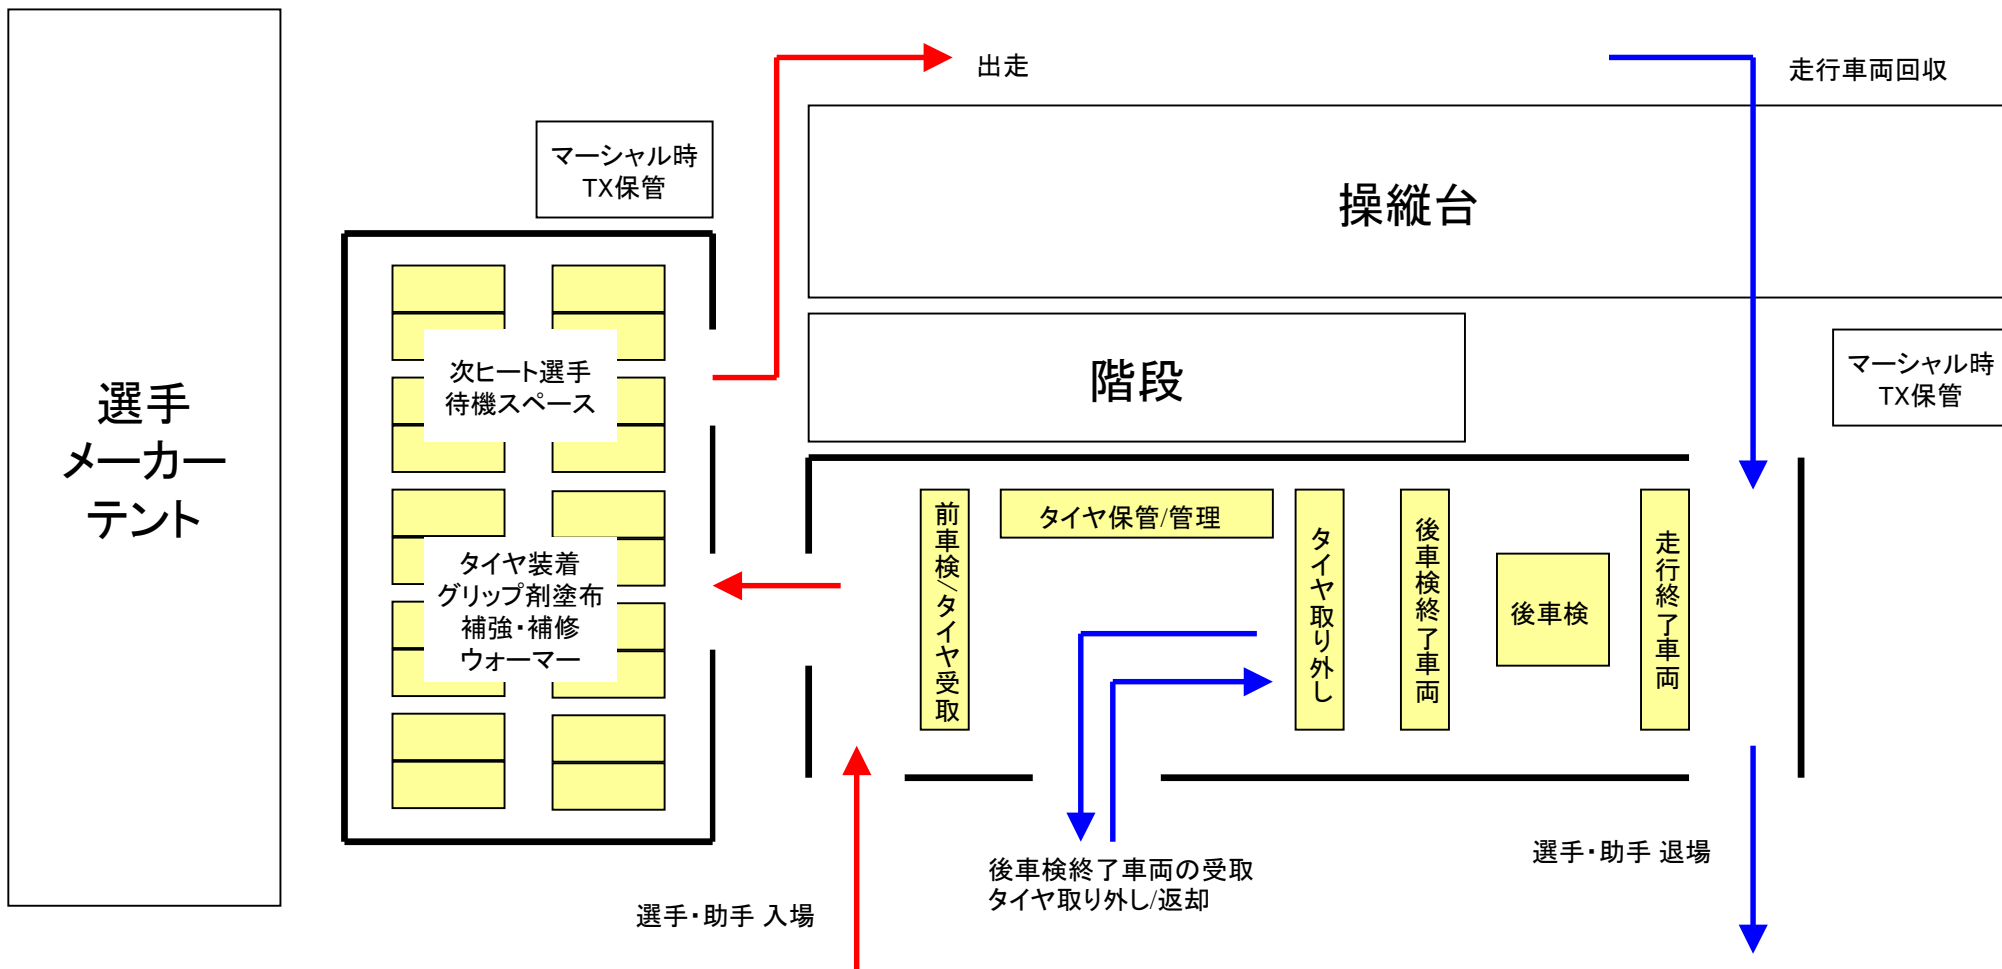 出走
走行車両回収
マーシャル時
TX保管
操縦台
階段
マーシャル時
TX保管
選手
メーカー
テント
次ヒート選手
待機スペース
タイヤ装着
グリップ剤塗布
補強・補修
ウォーマー
前車検/タイヤ受取
タイヤ保管/管理
タイヤ取り外し
後車検終了車両
後車検
走行終了車両
後車検終了車両の受取
タイヤ取り外し/返却
選手・助手 退場
選手・助手 入場